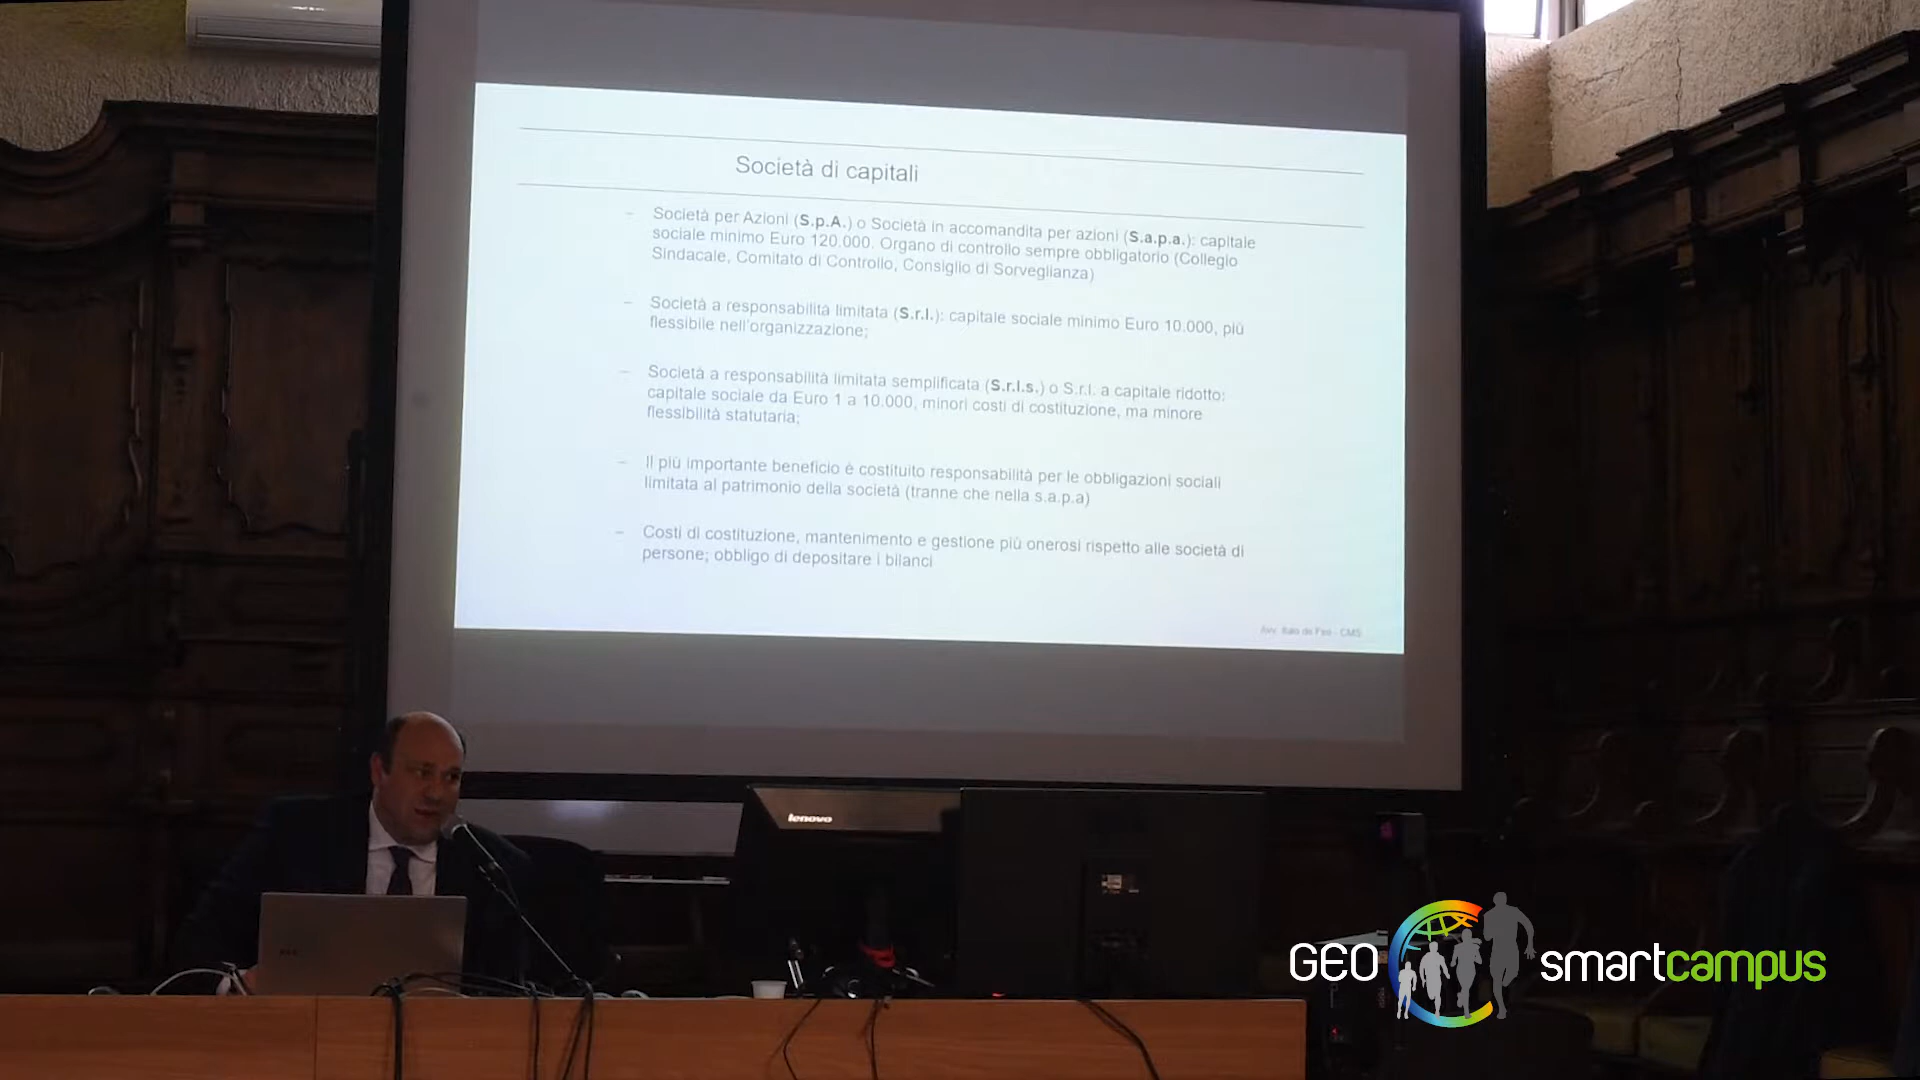 Società di capitali
– Società per Azioni (S.p.A.) o Società in accomandita per azioni (S.a.p.a.): capitale
sociale minimo Euro 120.000. Organo di controllo sempre obbligatorio (Collegio
Sindacale, Comitato di Controllo, Consiglio di Sorveglianza)
– Società a responsabilità limitata (S.r.l.): capitale sociale minimo Euro 10.000, più
flessibile nell'organizzazione;
– Società a responsabilità limitata semplificata (S.r.l.s.) o S.r.l. a capitale ridotto:
capitale sociale da Euro 1 a 10.000, minori costi di costituzione, ma minore
flessibilità statutaria;
– Il più importante beneficio è costituito responsabilità per le obbligazioni sociali
limitata al patrimonio della società (tranne che nella s.a.p.a)
– Costi di costituzione, mantenimento e gestione più onerosi rispetto alle società di
persone; obbligo di depositare i bilanci
Avv. Italo de Feo - CMS
lenovo
GEO smartcampus